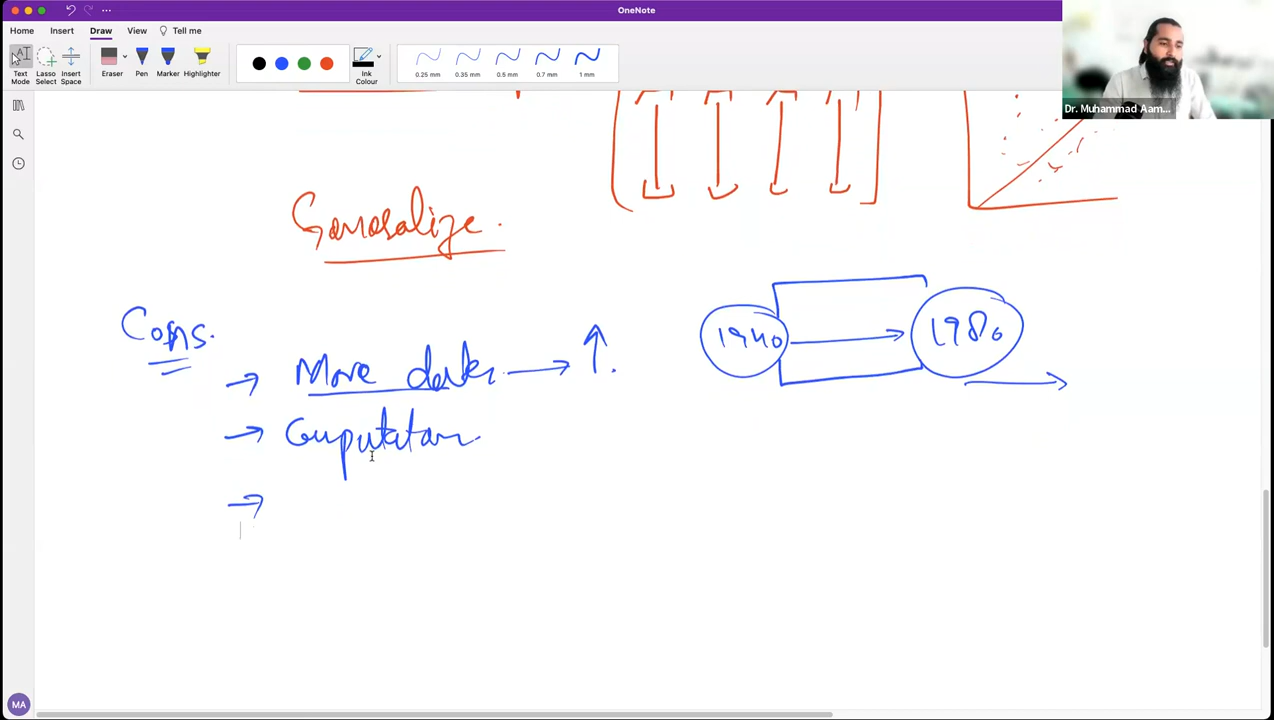 OneNote
Home Insert Draw View Tell me
Text Mode
Lasso Select
Insert Space
Eraser
Pen
Marker
Highlighter
Ink Colour
0.25 mm 0.35 mm 0.5 mm 0.7 mm 1 mm
Dr. Muhammad Aam...
Generalize.
Cons.
1940 → 1980 →
→ More data. → ↑.
→ Computation.
→
MA